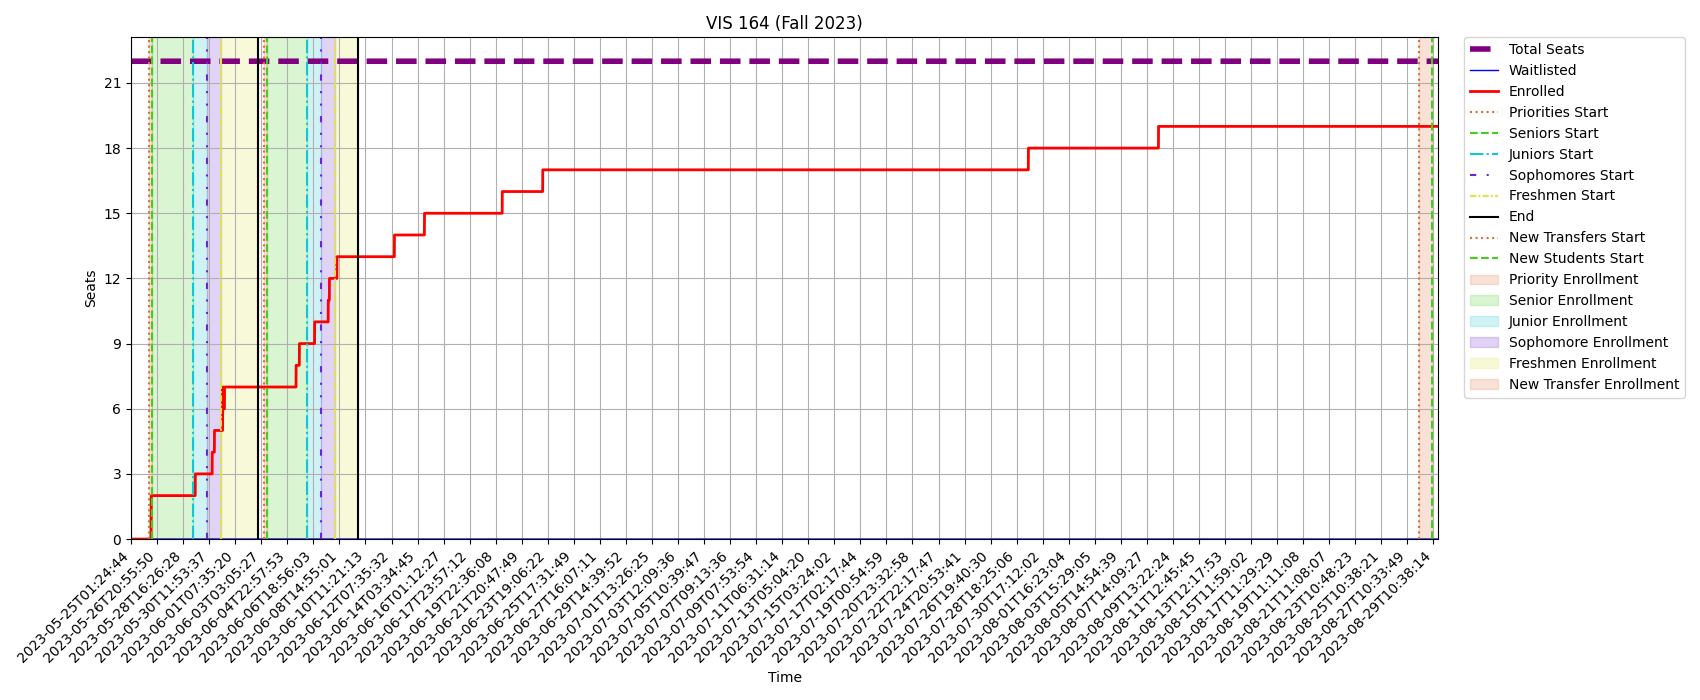 VIS 164 (Fall 2023)
Seats
21
18
15
12
9
6
3
0
2023-05-25T01:24:44
2023-05-26T20:55:50
2023-05-28T16:26:28
2023-05-30T11:53:37
2023-06-01T07:35:20
2023-06-03T03:05:27
2023-06-04T22:57:53
2023-06-06T18:56:03
2023-06-08T14:55:01
2023-06-10T11:21:13
2023-06-12T07:35:32
2023-06-14T03:34:45
2023-06-16T01:12:27
2023-06-17T23:57:12
2023-06-19T22:36:08
2023-06-21T20:47:49
2023-06-23T19:06:22
2023-06-25T17:31:49
2023-06-27T16:07:11
2023-06-29T14:39:52
2023-07-01T13:26:25
2023-07-03T12:09:36
2023-07-05T10:39:47
2023-07-07T09:13:36
2023-07-09T07:53:54
2023-07-11T06:31:14
2023-07-13T05:04:20
2023-07-15T03:24:02
2023-07-17T02:17:44
2023-07-19T00:54:59
2023-07-20T23:32:58
2023-07-22T22:17:47
2023-07-24T20:53:41
2023-07-26T19:40:30
2023-07-28T18:25:06
2023-07-30T17:12:02
2023-08-01T16:23:04
2023-08-03T15:29:05
2023-08-05T14:54:39
2023-08-07T14:09:27
2023-08-09T13:22:24
2023-08-11T12:45:45
2023-08-13T12:17:53
2023-08-15T11:59:02
2023-08-17T11:29:29
2023-08-19T11:11:08
2023-08-21T11:08:07
2023-08-23T10:48:23
2023-08-25T10:38:21
2023-08-27T10:33:49
2023-08-29T10:38:14
Time
Total Seats
Waitlisted
Enrolled
Priorities Start
Seniors Start
Juniors Start
Sophomores Start
Freshmen Start
End
New Transfers Start
New Students Start
Priority Enrollment
Senior Enrollment
Junior Enrollment
Sophomore Enrollment
Freshmen Enrollment
New Transfer Enrollment